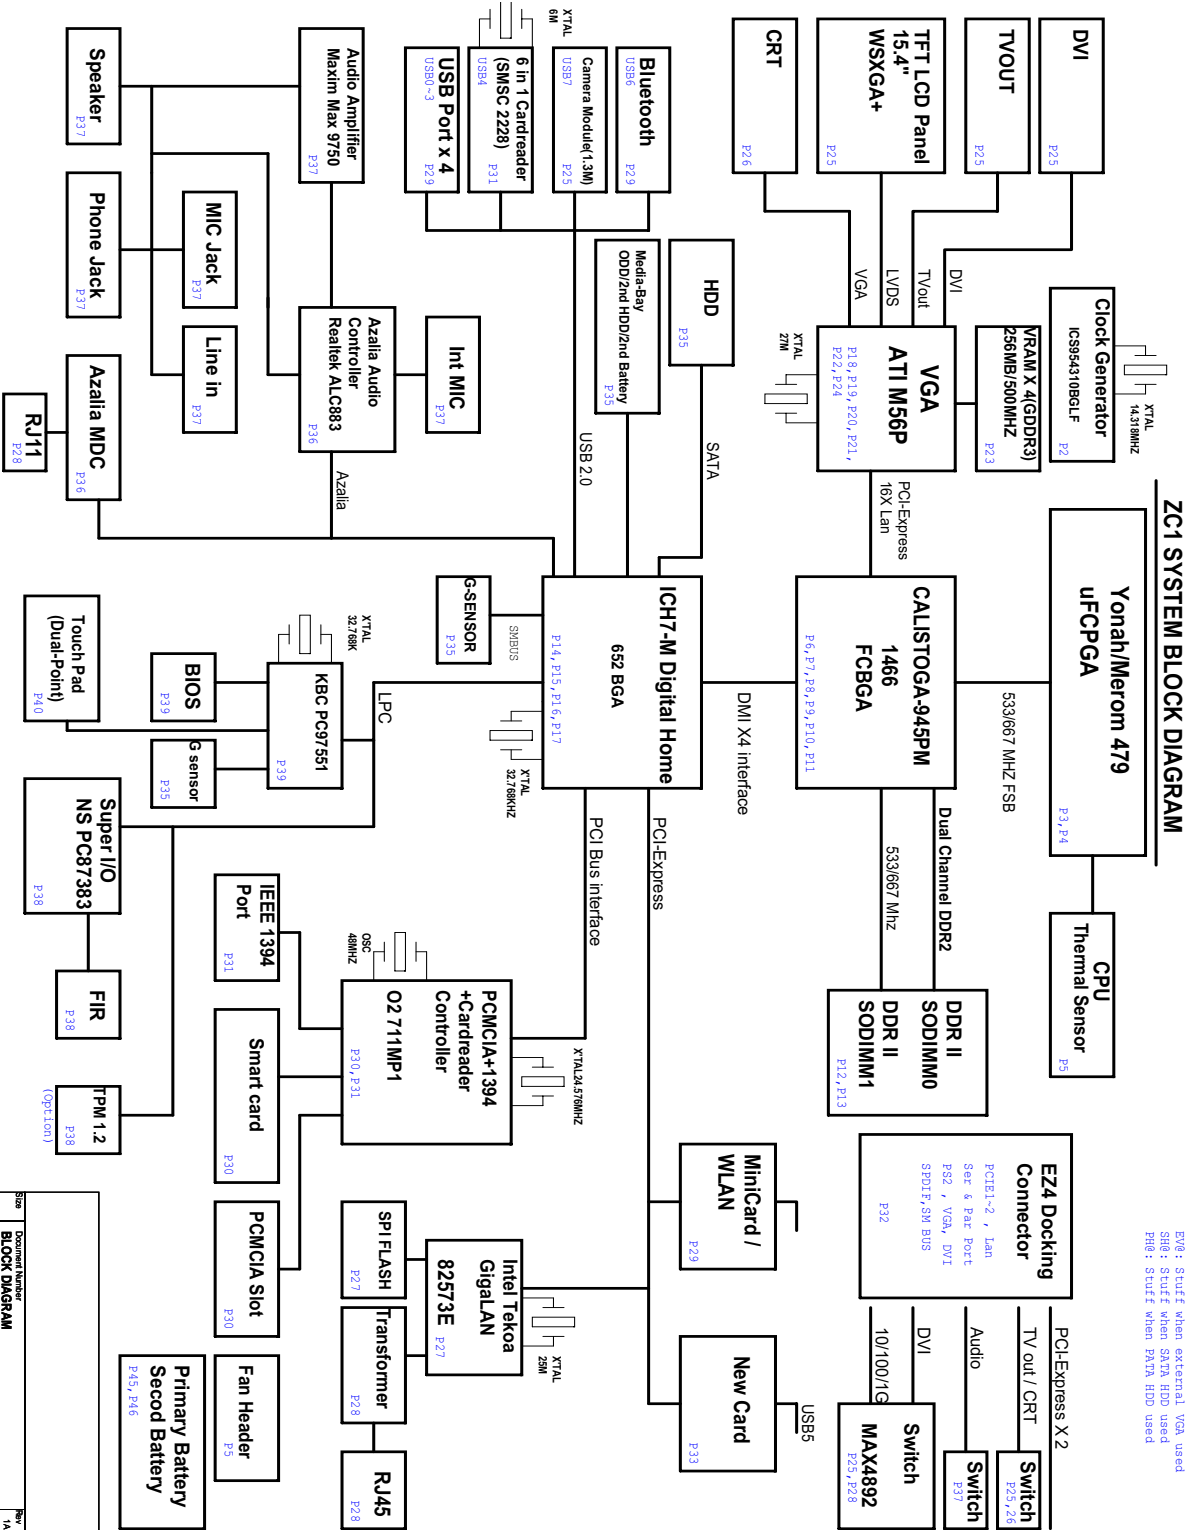 ZC1 SYSTEM BLOCK DIAGRAM
EV@: Stuff when external VGA used
SH@: Stuff when SATA HDD used
PH@: Stuff when PATA HDD used
X'TAL
14.318MHZ
Clock Generator
ICS954310BGLF
P2
Yonah/Merom 479
uFCPGA
P3,P4
CPU
Thermal Sensor
P5
DVI
P25
TVOUT
P25
TFT LCD Panel
15.4"
WSXGA+
P25
CRT
P26
DVI
TVout
LVDS
VGA
VRAM X 4(GDDR3)
256MB/500MHZ
P23
VGA
ATI M56P
P18,P19,P20,P21,
P22,P24
X'TAL
27M
PCI-Express
16X Lan
533/667 MHZ FSB
CALISTOGA-945PM
1466
FCBGA
P6,P7,P8,P9,P10,P11
Dual Channel DDR2
533/667 Mhz
DDR II
SODIMM0
DDR II
SODIMM1
P12,P13
EZ4 Docking
Connector
PCIE1~2 , Lan
Ser & Par Port
PS2 , VGA, DVI
SPDIF,SM BUS
P32
PCI-Express X 2
TV out / CRT
Audio
DVI
10/100/1G
Switch
P25,26
Switch
P37
Switch
MAX4892
P25,P28
DMI X4 interface
HDD
P35
SATA
Media-Bay
ODD/2nd HDD/2nd Battery
P35
Bluetooth
USB6
P29
Camera Module(1.3M)
USB7
P25
X'TAL
6M
6 in 1 Cardreader
(SMSC 2228)
USB4
P31
USB Port x 4
USB0~3
P29
USB 2.0
ICH7-M Digital Home
652 BGA
P14,P15,P16,P17
X'TAL
32.768KHZ
G-SENSOR
P35
SMBUS
PCI-Express
PCI Bus interface
MiniCard /
WLAN
P29
New Card
P33
USB5
Intel Tekoa
GigaLAN
82573E
P27
X'TAL
25M
SPI FLASH
P27
Transformer
P28
RJ45
P28
X'TAL24.576MHZ
PCMCIA+1394
+Cardreader
Controller
O2 711MP1
P30,P31
OSC
48MHZ
IEEE 1394
Port
P31
Smart card
P30
PCMCIA Slot
P30
Fan Header
P5
Primary Battery
Secod Battery
P45,P46
Int MIC
P37
Azalia Audio
Controller
Realtek ALC883
P36
Azalia
Audio Amplifier
Maxim Max 9750
P37
MIC Jack
P37
Line in
P37
Speaker
P37
Phone Jack
P37
Azalia MDC
P36
RJ11
P28
LPC
X'TAL
32.768K
KBC PC97551
P39
BIOS
P39
G sensor
P35
Touch Pad
(Dual-Point)
P40
Super I/O
NS PC87383
P38
FIR
P38
TPM 1.2
P38
(Option)
Size
Document Number
Rev
BLOCK DIAGRAM
1A